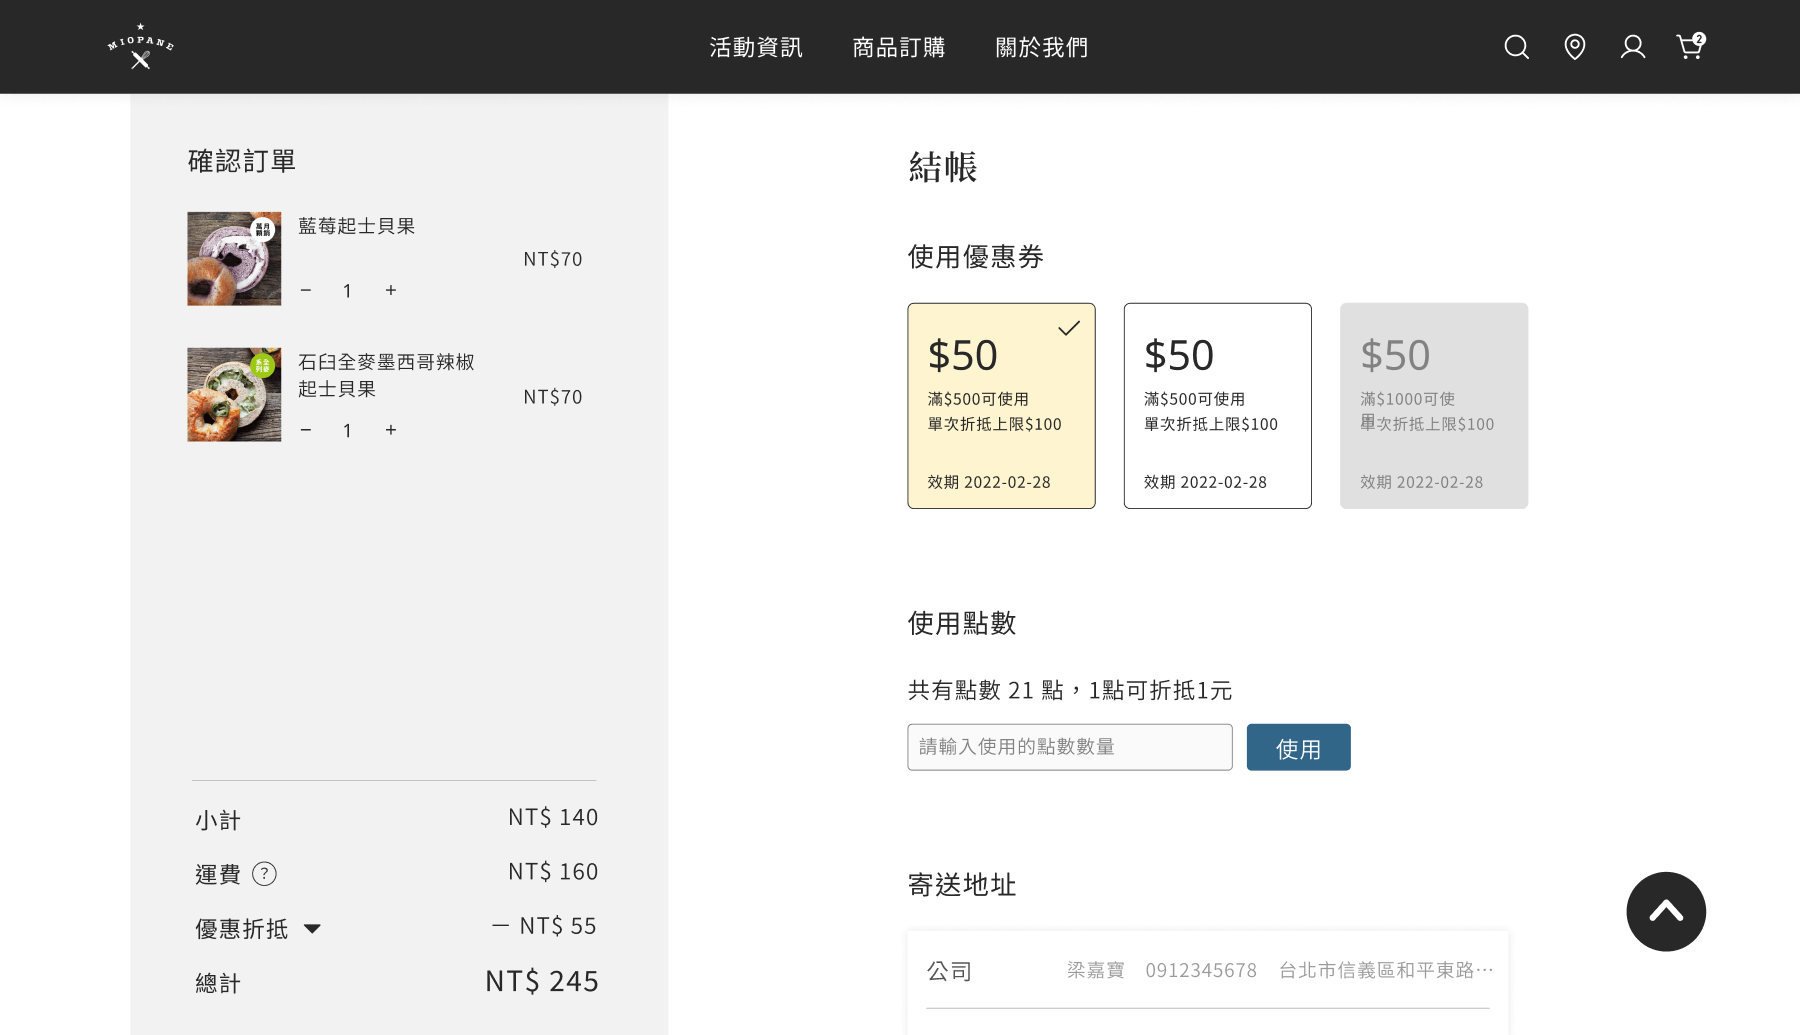 MIOPANE
活動資訊
商品訂購
關於我們
2
確認訂單
藍莓起士貝果
NT$70
− 1 +
石臼全麥墨西哥辣椒
起士貝果
NT$70
− 1 +
小計 NT$ 140
運費 ? NT$ 160
優惠折抵 － NT$ 55
總計 NT$ 245
結帳
使用優惠券
$50
滿$500可使用
單次折抵上限$100
效期 2022-02-28
$50
滿$500可使用
單次折抵上限$100
效期 2022-02-28
$50
滿$1000可使
用
單次折抵上限$100
效期 2022-02-28
使用點數
共有點數 21 點，1點可折抵1元
請輸入使用的點數數量
使用
寄送地址
公司 梁嘉寶 0912345678 台北市信義區和平東路…